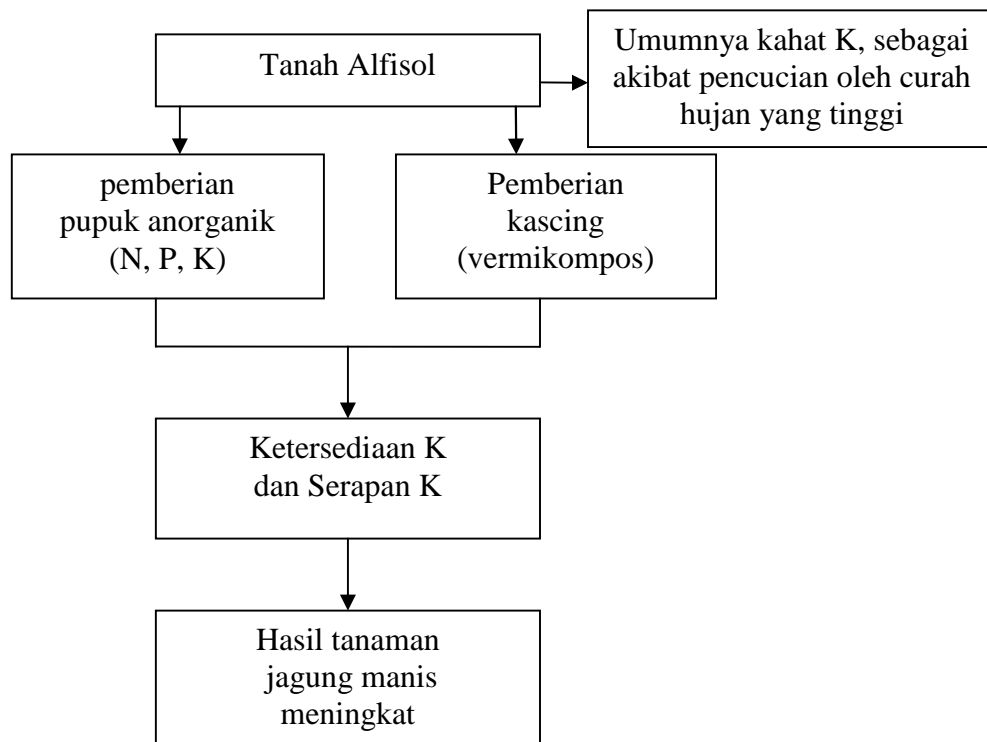 Tanah Alfisol
Umumnya kahat K, sebagai
akibat pencucian oleh curah
hujan yang tinggi
pemberian
pupuk anorganik
(N, P, K)
Pemberian
kascing
(vermikompos)
Ketersediaan K
dan Serapan K
Hasil tanaman
jagung manis
meningkat